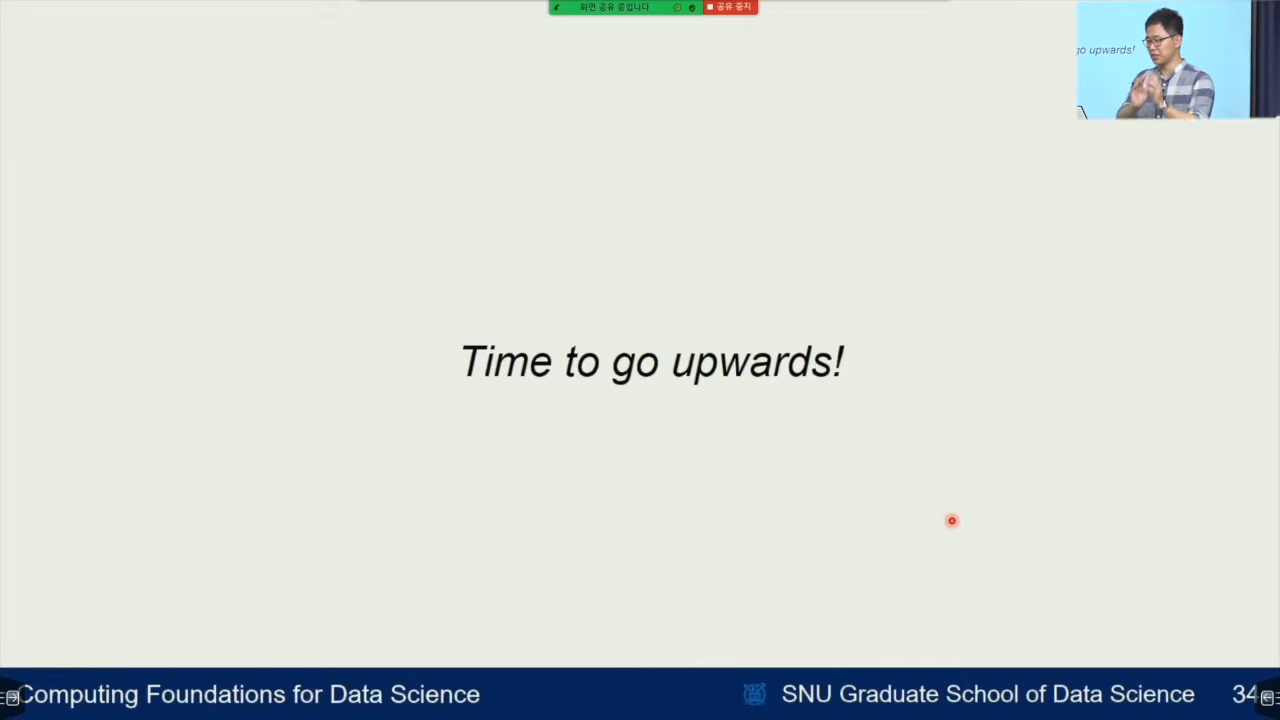 화면 공유 중입니다
공유 중지
go upwards!
Time to go upwards!
Computing Foundations for Data Science
SNU Graduate School of Data Science
34